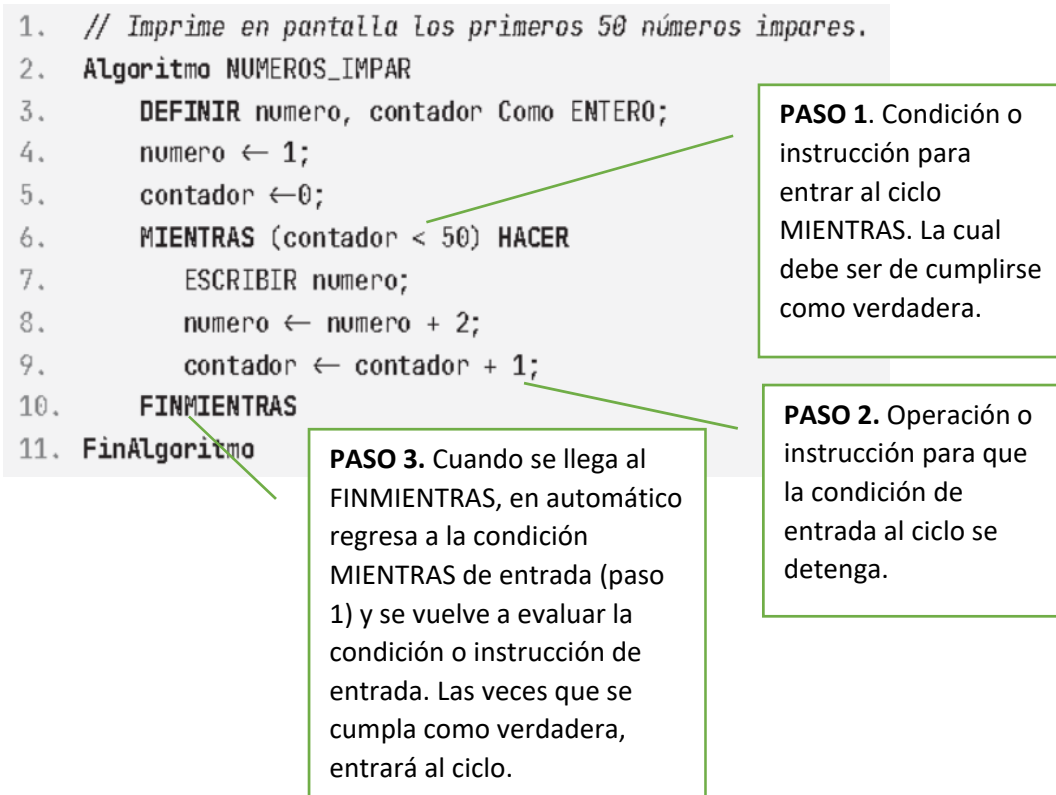 1. // Imprime en pantalla los primeros 50 números impares.
2. Algoritmo NUMEROS_IMPAR
3. DEFINIR numero, contador Como ENTERO;
4. numero ← 1;
5. contador ←0;
6. MIENTRAS (contador < 50) HACER
7. ESCRIBIR numero;
8. numero ← numero + 2;
9. contador ← contador + 1;
10. FINMIENTRAS
11. FinAlgoritmo
PASO 1. Condición o
instrucción para
entrar al ciclo
MIENTRAS. La cual
debe ser de cumplirse
como verdadera.
PASO 2. Operación o
instrucción para que
la condición de
entrada al ciclo se
detenga.
PASO 3. Cuando se llega al
FINMIENTRAS, en automático
regresa a la condición
MIENTRAS de entrada (paso
1) y se vuelve a evaluar la
condición o instrucción de
entrada. Las veces que se
cumpla como verdadera,
entrará al ciclo.